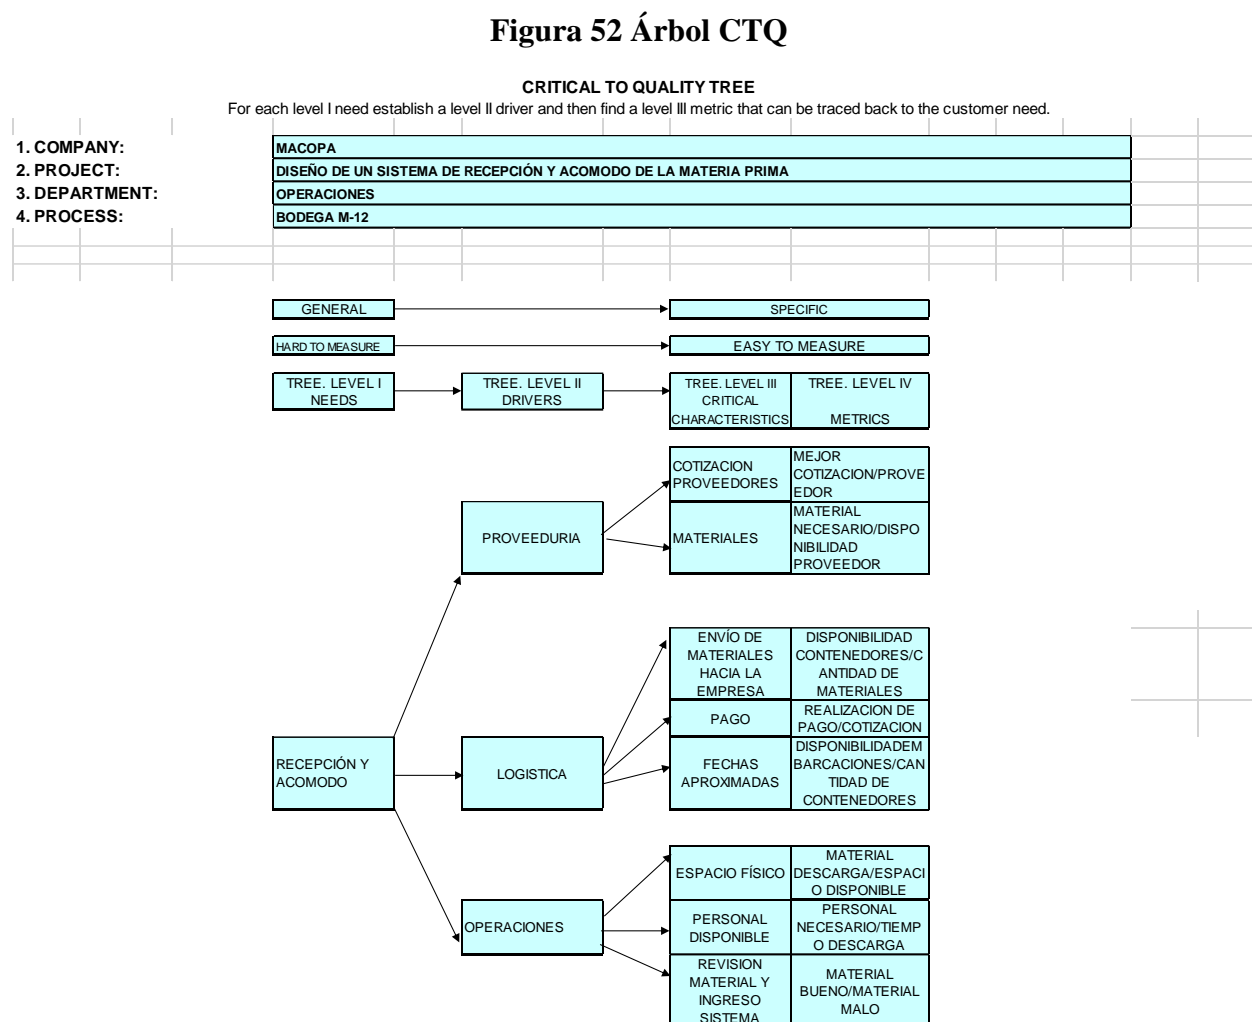 Figura 52 Árbol CTQ
CRITICAL TO QUALITY TREE
For each level I need establish a level II driver and then find a level III metric that can be traced back to the customer need.
1. COMPANY:
MACOPA
2. PROJECT:
DISEÑO DE UN SISTEMA DE RECEPCIÓN Y ACOMODO DE LA MATERIA PRIMA
3. DEPARTMENT:
OPERACIONES
4. PROCESS:
BODEGA M-12
GENERAL
SPECIFIC
HARD TO MEASURE
EASY TO MEASURE
TREE. LEVEL I
NEEDS
TREE. LEVEL II
DRIVERS
TREE. LEVEL III
CRITICAL
CHARACTERISTICS
TREE. LEVEL IV
METRICS
COTIZACION
PROVEEDORES
MEJOR
COTIZACION/PROVE
EDOR
PROVEEDURIA
MATERIALES
MATERIAL
NECESARIO/DISPO
NIBILIDAD
PROVEEDOR
ENVÍO DE
MATERIALES
HACIA LA
EMPRESA
DISPONIBILIDAD
CONTENEDORES/C
ANTIDAD DE
MATERIALES
PAGO
REALIZACION DE
PAGO/COTIZACION
RECEPCIÓN Y
ACOMODO
LOGISTICA
FECHAS
APROXIMADAS
DISPONIBILIDADEM
BARCACIONES/CAN
TIDAD DE
CONTENEDORES
ESPACIO FÍSICO
MATERIAL
DESCARGA/ESPACI
O DISPONIBLE
OPERACIONES
PERSONAL
DISPONIBLE
PERSONAL
NECESARIO/TIEMP
O DESCARGA
REVISION
MATERIAL Y
INGRESO
SISTEMA
MATERIAL
BUENO/MATERIAL
MALO